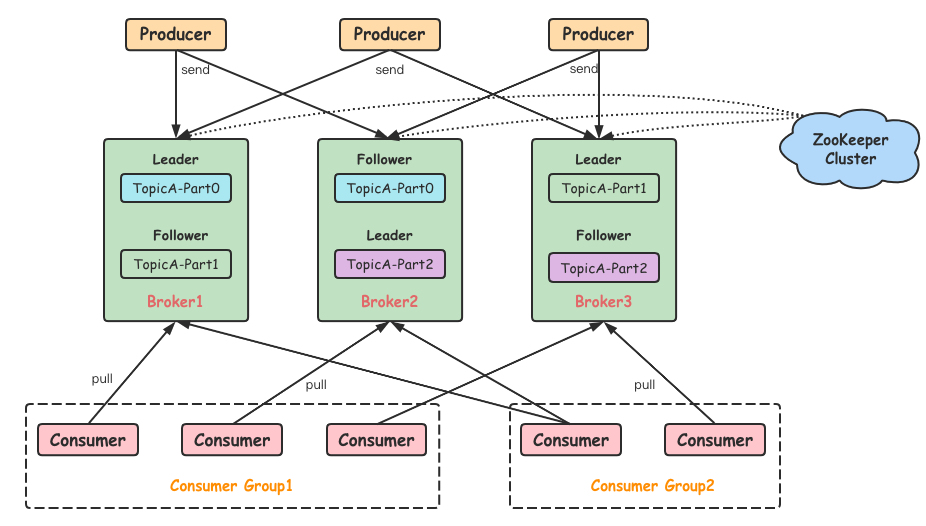 Producer
Producer
Producer
send
send
send
ZooKeeper
Cluster
Leader
TopicA-Part0
Follower
TopicA-Part1
Broker1
Follower
TopicA-Part0
Leader
TopicA-Part2
Broker2
Leader
TopicA-Part1
Follower
TopicA-Part2
Broker3
pull
pull
pull
Consumer
Consumer
Consumer
Consumer Group1
Consumer
Consumer
Consumer Group2